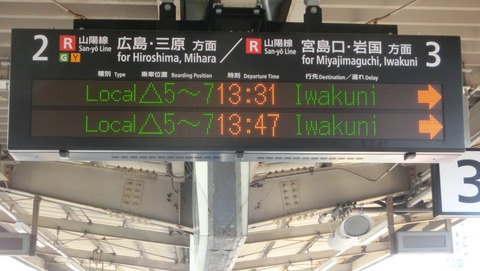 2 R 山陽線 San-yō Line G Y 広島・三原 方面 for Hiroshima, Mihara / R 山陽線 San-yō Line 宮島口・岩国 方面 for Miyajimaguchi, Iwakuni 3
種別 Type 乗車位置 Boarding Position 時刻 Departure Time 行先 Destination / 遅れ Delay
Local △5~7 13:31 Iwakuni →
Local △5~7 13:47 Iwakuni →
3